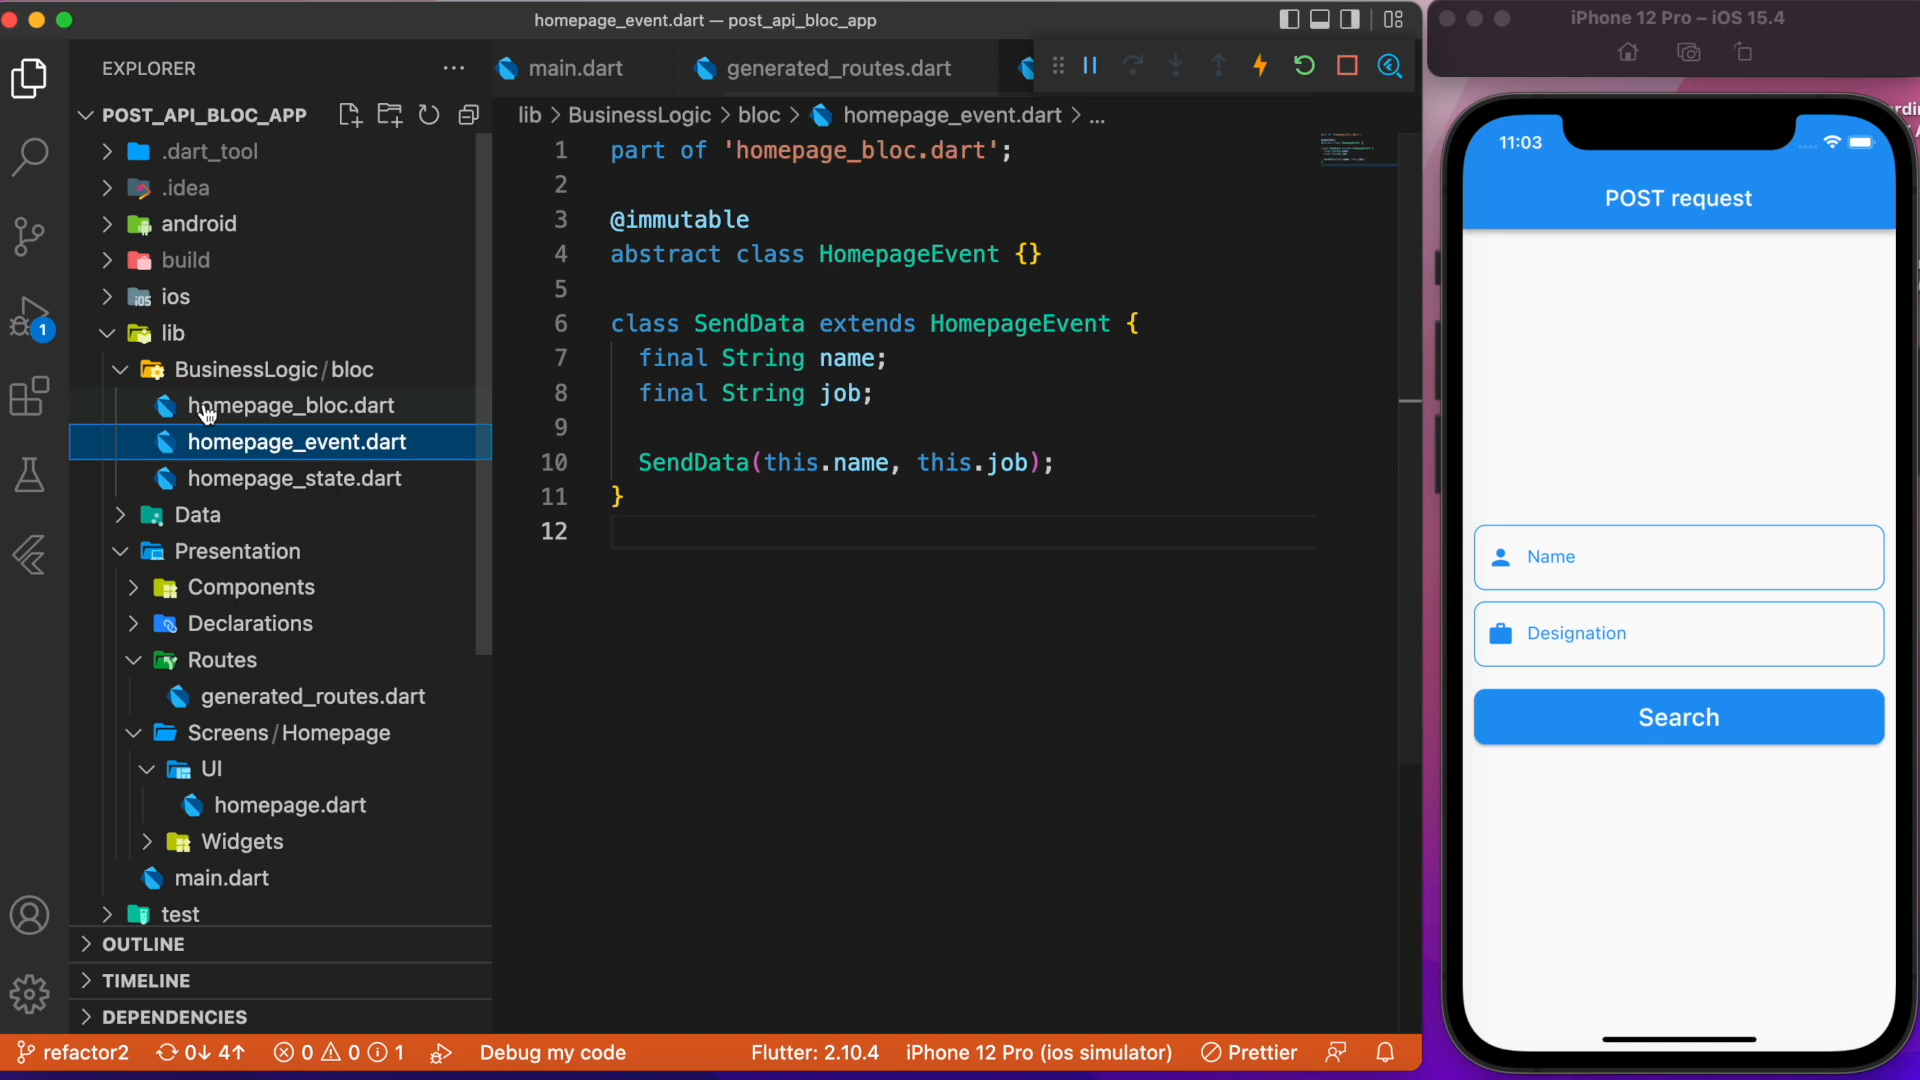 homepage_event.dart — post_api_bloc_app
iPhone 12 Pro – iOS 15.4
EXPLORER
main.dart
generated_routes.dart
POST_API_BLOC_APP
lib > BusinessLogic > bloc > homepage_event.dart > ...
.dart_tool
.idea
android
build
ios
lib
BusinessLogic / bloc
homepage_bloc.dart
homepage_event.dart
homepage_state.dart
Data
Presentation
Components
Declarations
Routes
generated_routes.dart
Screens / Homepage
UI
homepage.dart
Widgets
main.dart
test
OUTLINE
TIMELINE
DEPENDENCIES
1
1 part of 'homepage_bloc.dart';
2
3 @immutable
4 abstract class HomepageEvent {}
5
6 class SendData extends HomepageEvent {
7 final String name;
8 final String job;
9
10 SendData(this.name, this.job);
11 }
12
11:03
POST request
Name
Designation
Search
refactor2 0↓ 4↑ 0 0 1 Debug my code Flutter: 2.10.4 iPhone 12 Pro (ios simulator) Prettier